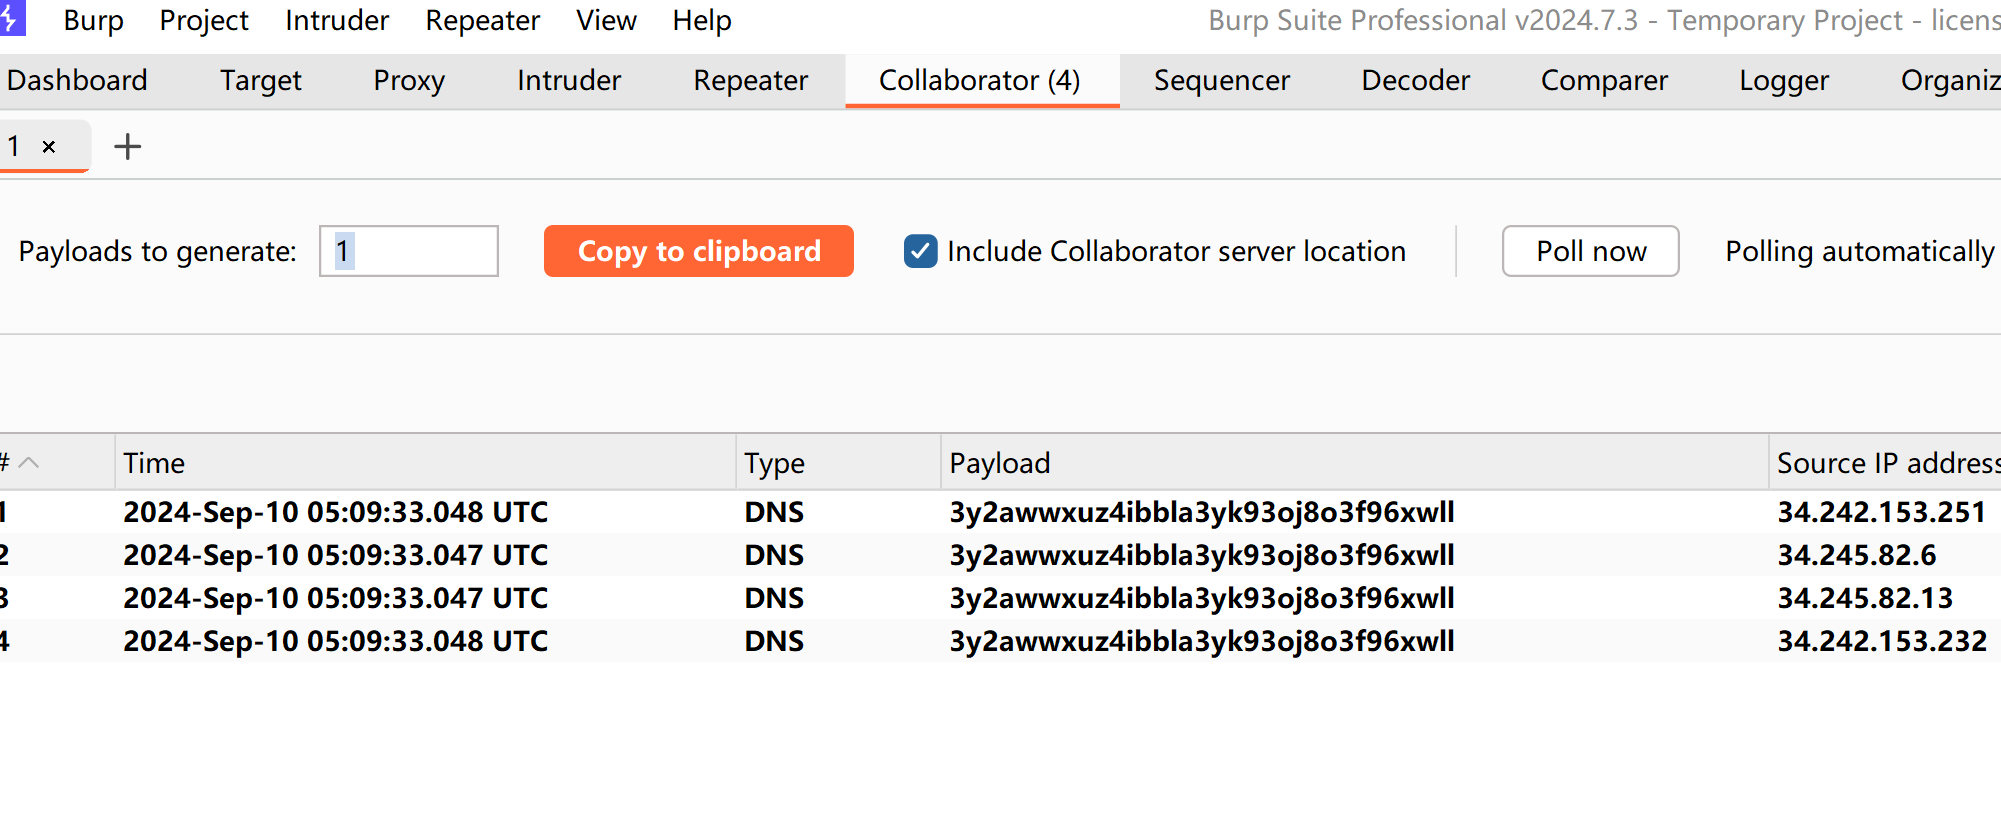 Burp Project Intruder Repeater View Help Burp Suite Professional v2024.7.3 - Temporary Project - licens
Dashboard Target Proxy Intruder Repeater Collaborator (4) Sequencer Decoder Comparer Logger Organiz
1 × +
Payloads to generate: 1 Copy to clipboard Include Collaborator server location Poll now Polling automatically
# Time Type Payload Source IP address
1 2024-Sep-10 05:09:33.048 UTC DNS 3y2awwxuz4ibbla3yk93oj8o3f96xwll 34.242.153.251
2 2024-Sep-10 05:09:33.047 UTC DNS 3y2awwxuz4ibbla3yk93oj8o3f96xwll 34.245.82.6
3 2024-Sep-10 05:09:33.047 UTC DNS 3y2awwxuz4ibbla3yk93oj8o3f96xwll 34.245.82.13
4 2024-Sep-10 05:09:33.048 UTC DNS 3y2awwxuz4ibbla3yk93oj8o3f96xwll 34.242.153.232